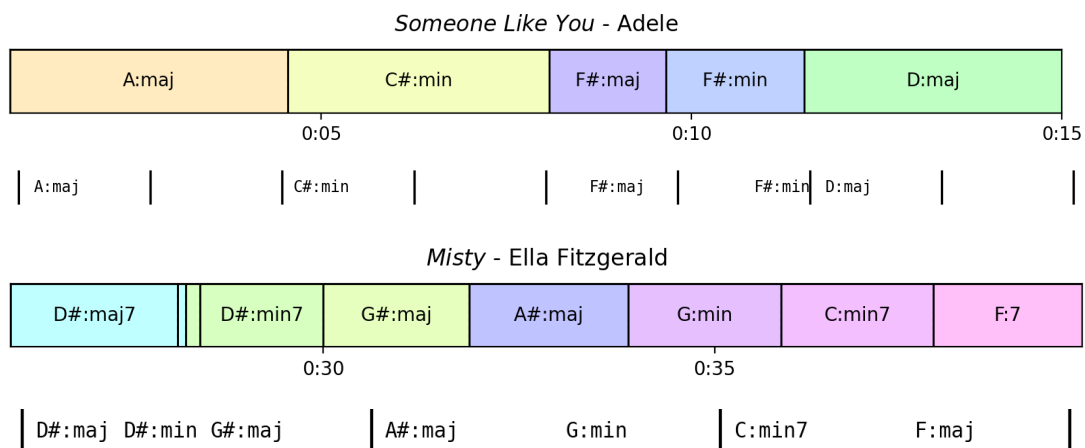 Someone Like You - Adele
A:maj C#:min F#:maj F#:min D:maj
0:05 0:10 0:15
A:maj C#:min F#:maj F#:min D:maj
Misty - Ella Fitzgerald
D#:maj7 D#:min7 G#:maj A#:maj G:min C:min7 F:7
0:30 0:35
D#:maj D#:min G#:maj A#:maj G:min C:min7 F:maj